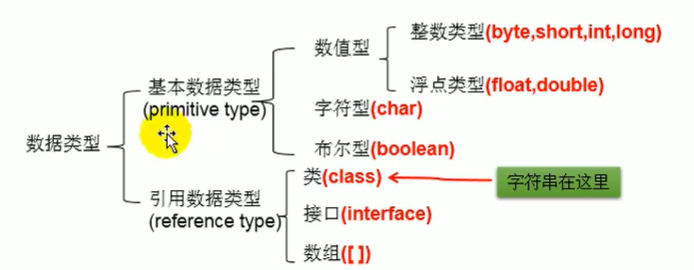 数据类型
基本数据类型
(primitive type)
数值型
整数类型(byte,short,int,long)
浮点类型(float,double)
字符型(char)
布尔型(boolean)
引用数据类型
(reference type)
类(class)
字符串在这里
接口(interface)
数组([ ])